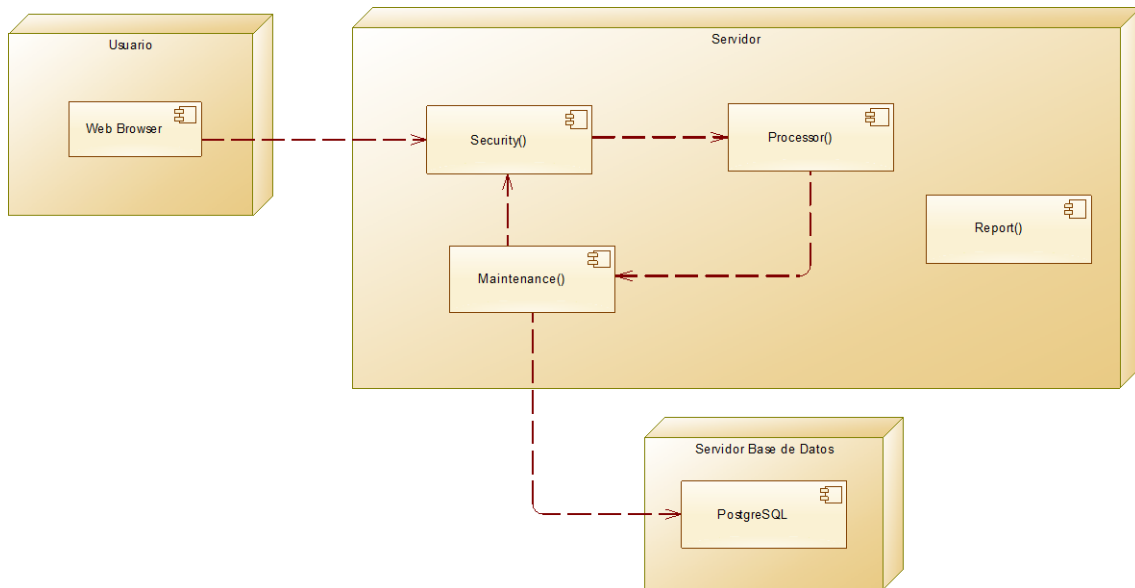 Usuario
Web Browser
Servidor
Security()
Processor()
Report()
Maintenance()
Servidor Base de Datos
PostgreSQL